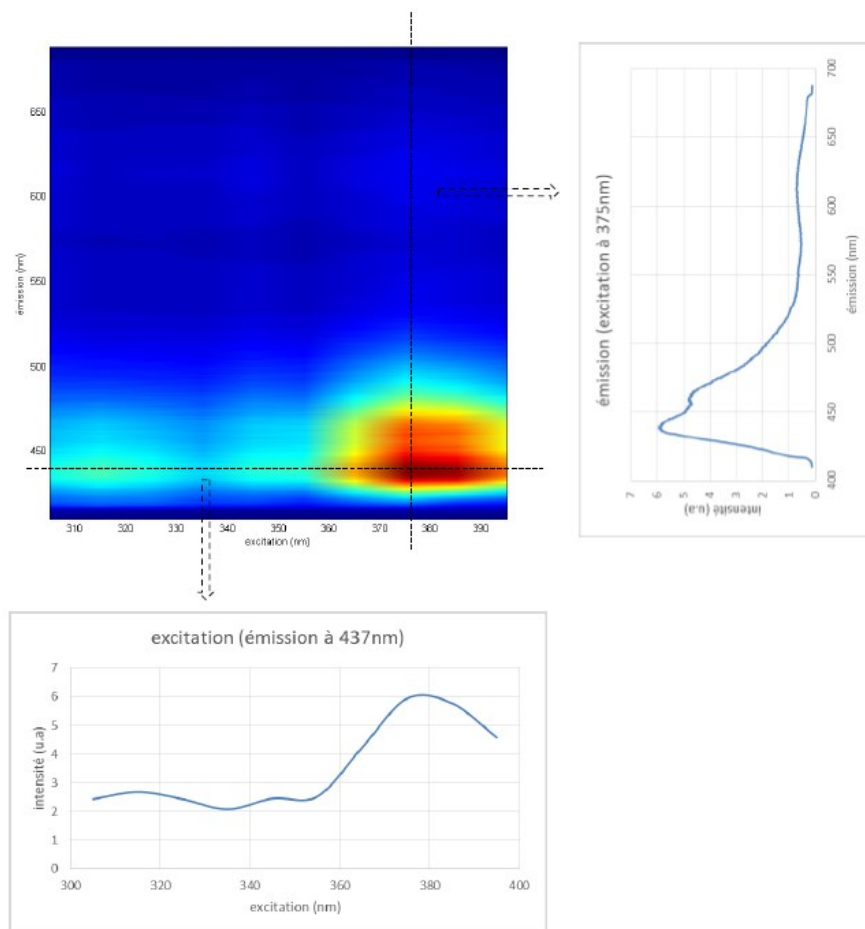 650
600
550
500
450
émission (nm)
310 320 330 340 350 360 370 380 390
excitation (nm)
émission (excitation à 375nm)
700
650
600
550
500
450
400
émission (nm)
7 6 5 4 3 2 1 0
intensité (u.a)
excitation (émission à 437nm)
7
6
5
4
3
2
1
0
intensité (u.a)
300 320 340 360 380 400
excitation (nm)